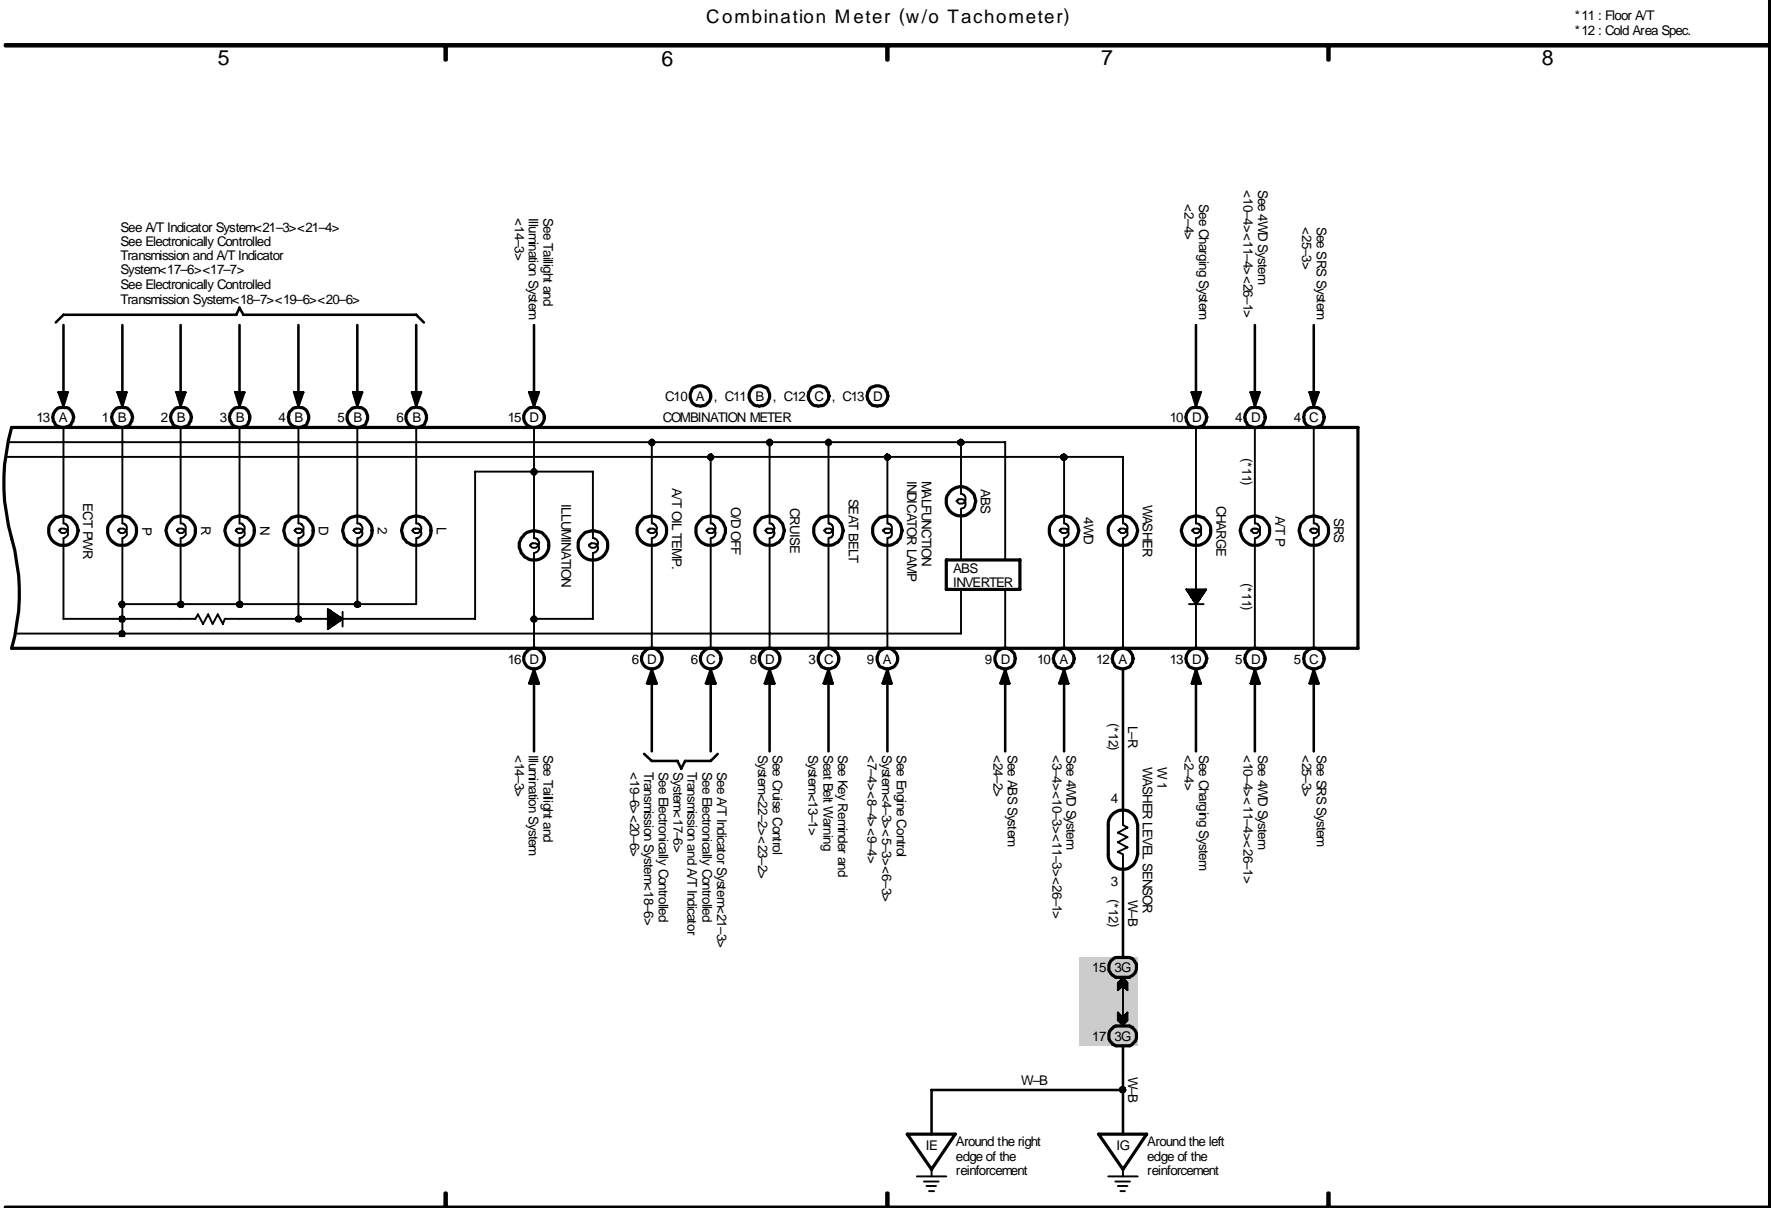 Combination Meter (w/o Tachometer)
*11 : Floor A/T
*12 : Cold Area Spec.
5
6
7
8
See A/T Indicator System<21–3><21–4>
See Electronically Controlled
Transmission and A/T Indicator
System<17–6><17–7>
See Electronically Controlled
Transmission System<18–7><19–6><20–6>
See Taillight and
Illumination System
<14–3>
See Charging System
<2–4>
See 4WD System
<10–4><11–4><26–1>
See SRS System
<25–3>
C10 A , C11 B , C12 C , C13 D
COMBINATION METER
13 A
1 B
2 B
3 B
4 B
5 B
6 B
15 D
10 D
4 D
4 C
ECT PWR
P
R
N
D
2
L
ILLUMINATION
A/T OIL TEMP.
O/D OFF
CRUISE
SEAT BELT
MALFUNCTION
INDICATOR LAMP
ABS
ABS
INVERTER
4WD
WASHER
CHARGE
(*11)
A/T P
(*11)
SRS
16 D
6 D
6 C
8 D
3 C
9 A
9 D
10 A
12 A
13 D
5 D
5 C
See Taillight and
Illumination System
<14–3>
See A/T Indicator System<21–3>
See Electronically Controlled
Transmission and A/T Indicator
System<17–6>
See Electronically Controlled
Transmission System<18–6>
<19–6><20–6>
See Cruise Control
System<22–2><23–2>
See Key Reminder and
Seat Belt Warning
System<13–1>
See Engine Control
System<4–3><5–3><6–3>
<7–4><8–4><9–4>
See ABS System
<24–2>
See 4WD System
<3–4><10–3><11–3><26–1>
L–R
(*12)
W 1
WASHER LEVEL SENSOR
4
3
W–B
(*12)
See Charging System
<2–4>
See 4WD System
<10–4><11–4><26–1>
See SRS System
<25–3>
15 3G
17 3G
W–B
W–B
IE
Around the right
edge of the
reinforcement
IG
Around the left
edge of the
reinforcement